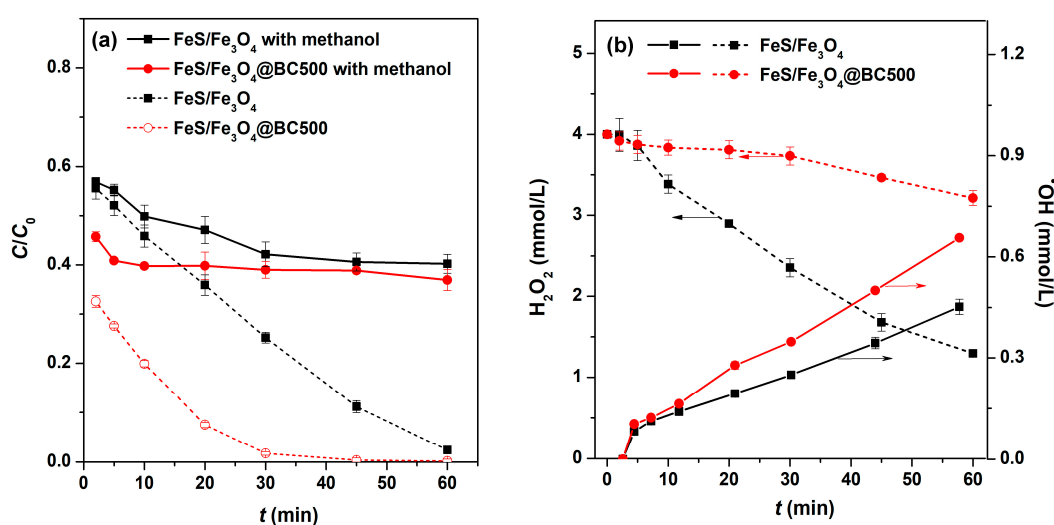 (a)
FeS/Fe₃O₄ with methanol
FeS/Fe₃O₄@BC500 with methanol
FeS/Fe₃O₄
FeS/Fe₃O₄@BC500
0.8
0.6
0.4
0.2
0.0
C/C₀
0 10 20 30 40 50 60
t (min)
(b)
FeS/Fe₃O₄
FeS/Fe₃O₄@BC500
5
4
3
2
1
0
H₂O₂ (mmol/L)
1.2
0.9
0.6
0.3
0.0
•OH (mmol/L)
0 10 20 30 40 50 60
t (min)